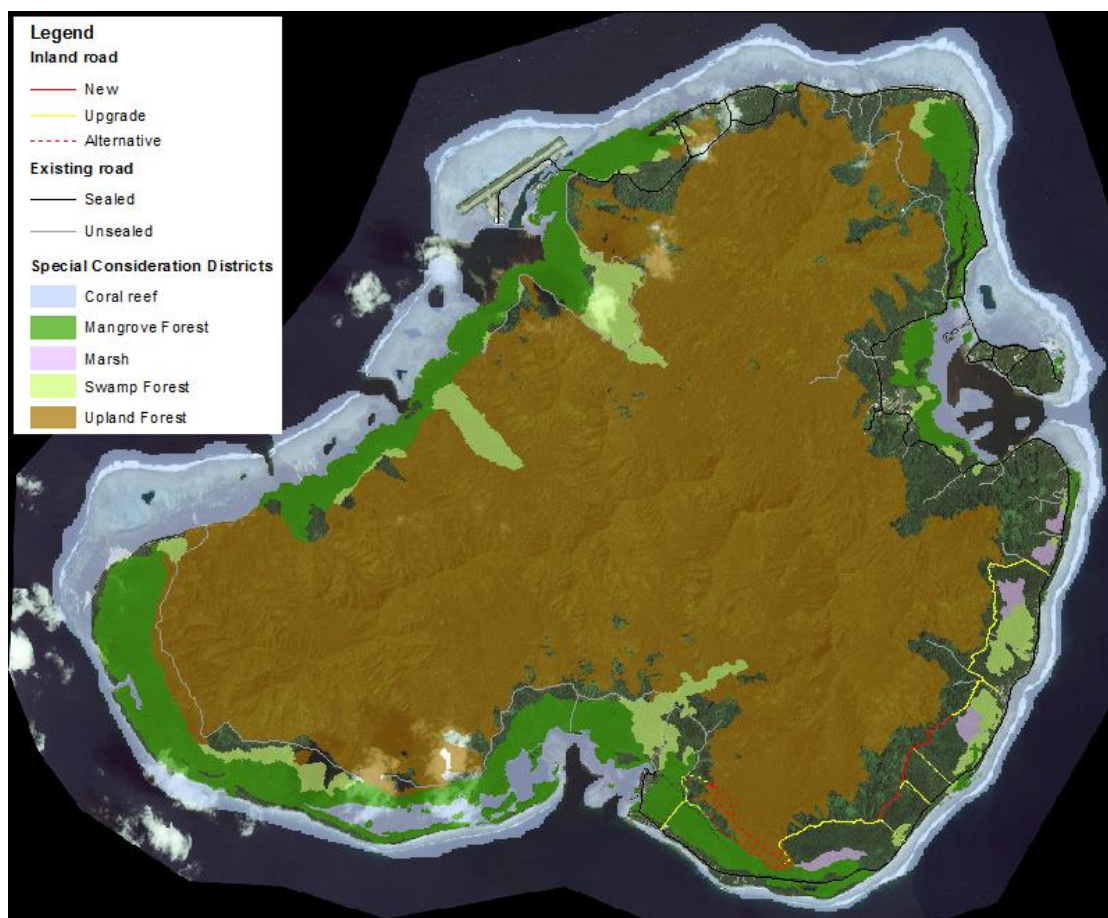 Legend
Inland road
New
Upgrade
Alternative
Existing road
Sealed
Unsealed
Special Consideration Districts
Coral reef
Mangrove Forest
Marsh
Swamp Forest
Upland Forest